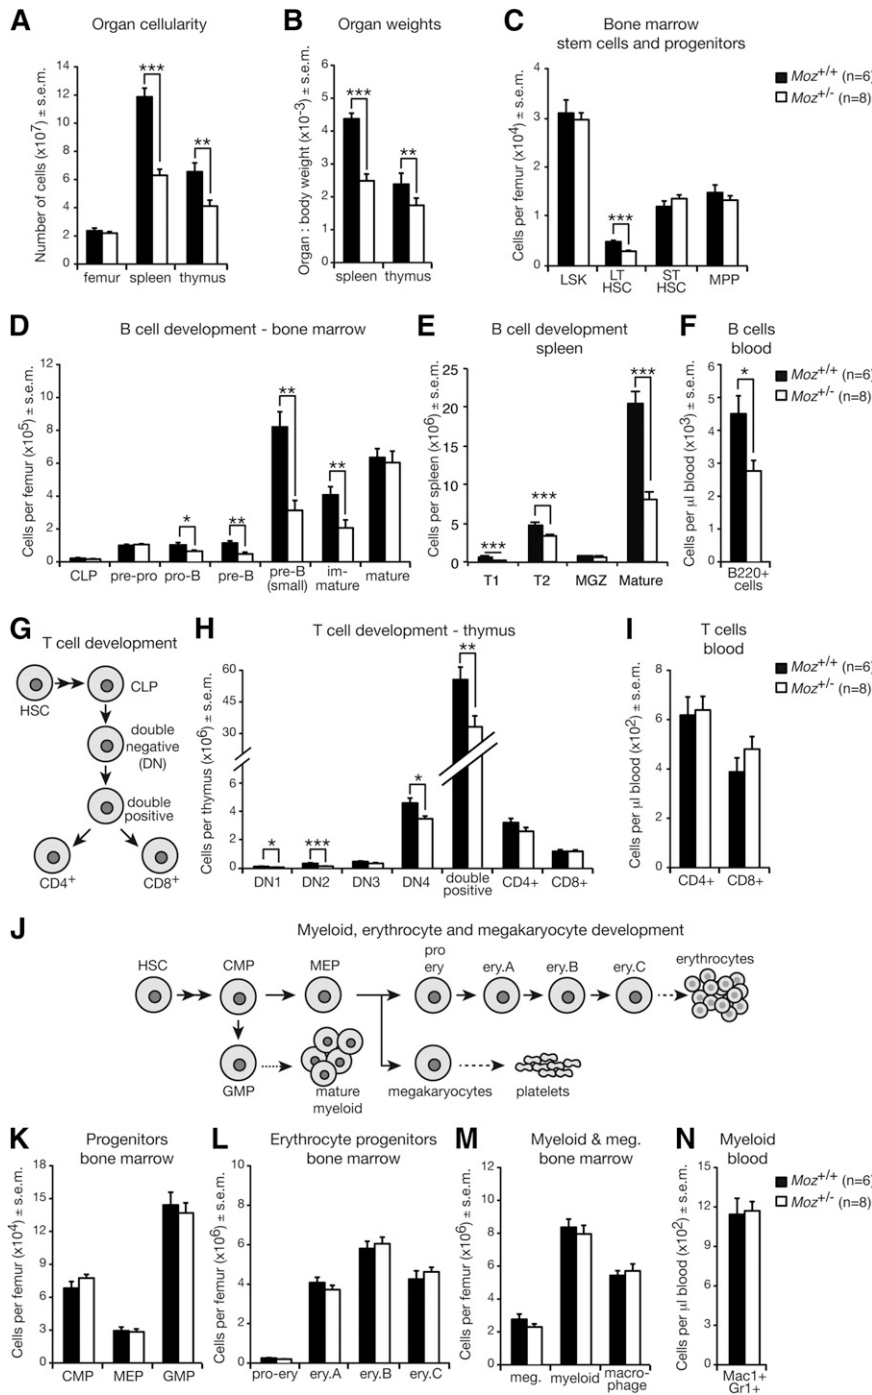 A
Organ cellularity
Number of cells (x10⁷) ± s.e.m.
14
12
10
8
6
4
2
0
***
**
femur
spleen
thymus
B
Organ weights
Organ : body weight (x10⁻³) ± s.e.m.
6
5
4
3
2
1
0
***
**
spleen
thymus
C
Bone marrow
stem cells and progenitors
Cells per femur (x10⁴) ± s.e.m.
4
3
2
1
0
***
LSK
LT
HSC
ST
HSC
MPP
Moz+/+ (n=6)
Moz+/- (n=8)
D
B cell development - bone marrow
Cells per femur (x10⁵) ± s.e.m.
12
10
8
6
4
2
0
*
**
**
**
CLP
pre-pro
pro-B
pre-B
pre-B
(small)
im-
mature
mature
E
B cell development
spleen
Cells per spleen (x10⁶) ± s.e.m.
25
20
15
10
5
0
***
***
***
T1
T2
MGZ
Mature
F
B cells
blood
Cells per µl blood (x10³) ± s.e.m.
6
5
4
3
2
1
0
*
B220+
cells
Moz+/+ (n=6)
Moz+/- (n=8)
G
T cell development
HSC
CLP
double
negative
(DN)
double
positive
CD4⁺
CD8⁺
H
T cell development - thymus
Cells per thymus (x10⁶) ± s.e.m.
60
30
6
4
2
0
*
***
*
**
DN1
DN2
DN3
DN4
double
positive
CD4+
CD8+
I
T cells
blood
Cells per µl blood (x10²) ± s.e.m.
8
6
4
2
0
CD4+
CD8+
Moz+/+ (n=6)
Moz+/- (n=8)
J
Myeloid, erythrocyte and megakaryocyte development
HSC
CMP
MEP
pro
ery
ery.A
ery.B
ery.C
erythrocytes
GMP
mature
myeloid
megakaryocytes
platelets
K
Progenitors
bone marrow
Cells per femur (x10⁴) ± s.e.m.
18
15
12
9
6
3
0
CMP
MEP
GMP
L
Erythrocyte progenitors
bone marrow
Cells per femur (x10⁶) ± s.e.m.
10
8
6
4
2
0
pro-ery
ery.A
ery.B
ery.C
M
Myeloid & meg.
bone marrow
Cells per femur (x10⁶) ± s.e.m.
12
10
8
6
4
2
0
meg.
myeloid
macro-
phage
N
Myeloid
blood
Cells per µl blood (x10²) ± s.e.m.
15
12
9
6
3
0
Mac1+
Gr1+
Moz+/+ (n=6)
Moz+/- (n=8)